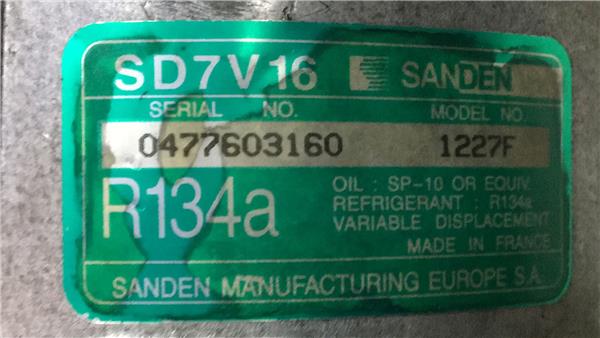 SD7V16 SANDEN
SERIAL NO. MODEL NO.
0477603160 1227F
R134a
OIL : SP-10 OR EQUIV.
REFRIGERANT : R134a
VARIABLE DISPLACEMENT
MADE IN FRANCE
SANDEN MANUFACTURING EUROPE S.A.